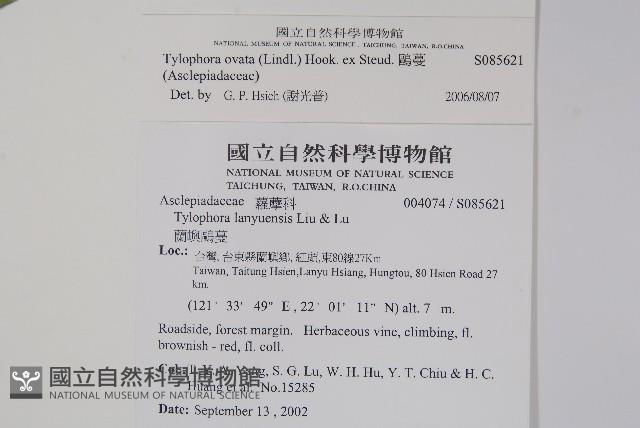 國立自然科學博物館
NATIONAL MUSEUM OF NATURAL SCIENCE , TAICHUNG, TAIWAN, R.O.CHINA
Tylophora ovata (Lindl.) Hook. ex Steud. 鷗蔓 S085621
(Asclepiadaceae)
Det. by G. P. Hsieh (謝光普) 2006/08/07
國立自然科學博物館
NATIONAL MUSEUM OF NATURAL SCIENCE
TAICHUNG, TAIWAN, R.O.CHINA
Asclepiadaceae 蘿藦科 004074 / S085621
Tylophora lanyuensis Liu & Lu
蘭嶼鷗蔓
Loc.: 台灣, 台東縣蘭嶼鄉, 紅頭,東80線27Km
Taiwan, Taitung Hsien,Lanyu Hsiang, Hungtou, 80 Hsien Road 27
km.
(121° 33' 49" E , 22° 01' 11" N) alt. 7 m.
Roadside, forest margin. Herbaceous vine, climbing, fl.
brownish - red, fl. coll.
S. G. Lu, W. H. Hu, Y. T. Chiu & H. C.
Huang et al. No.15285
Date: September 13 , 2002
國立自然科學博物館
NATIONAL MUSEUM OF NATURAL SCIENCE